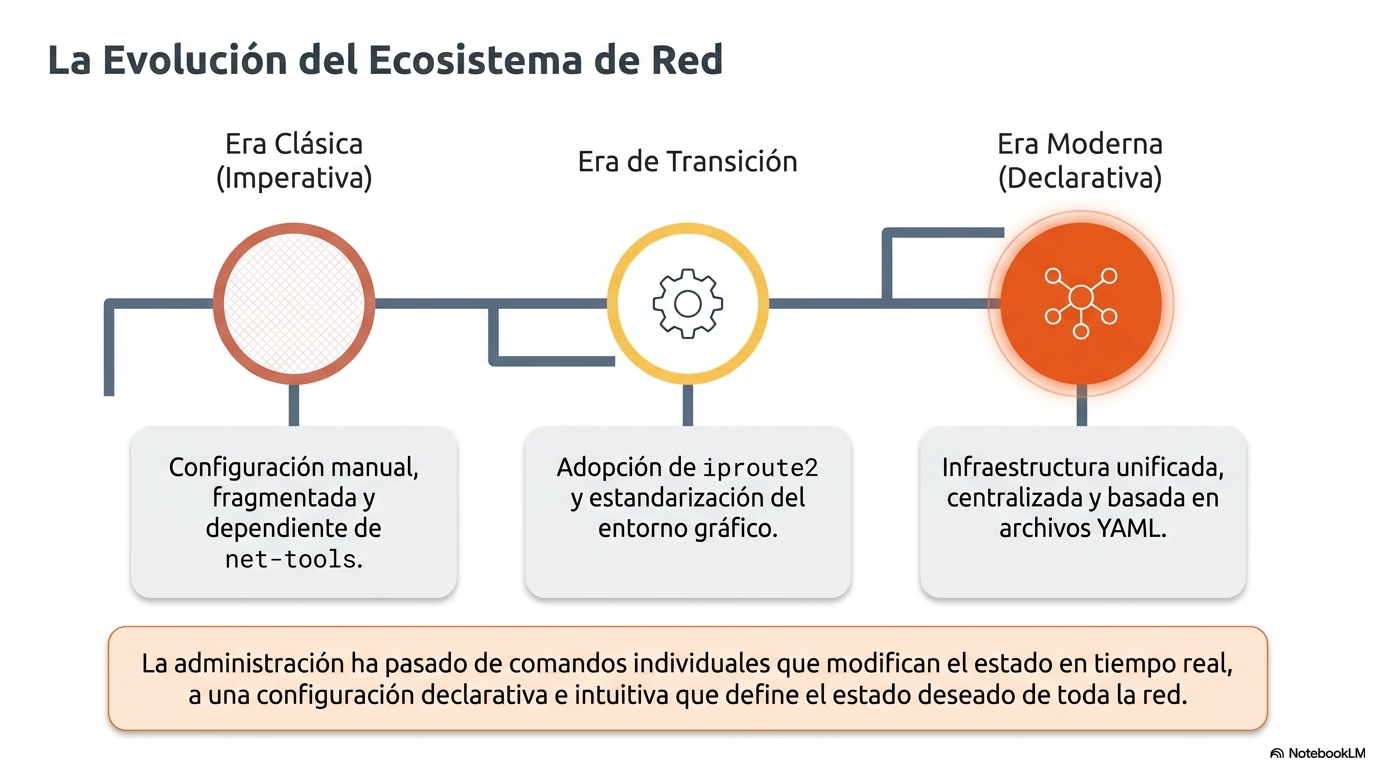 La Evolución del Ecosistema de Red
Era Clásica
(Imperativa)
Era de Transición
Era Moderna
(Declarativa)
Configuración manual,
fragmentada y
dependiente de
net-tools.
Adopción de iproute2
y estandarización del
entorno gráfico.
Infraestructura unificada,
centralizada y basada en
archivos YAML.
La administración ha pasado de comandos individuales que modifican el estado en tiempo real,
a una configuración declarativa e intuitiva que define el estado deseado de toda la red.
NotebookLM